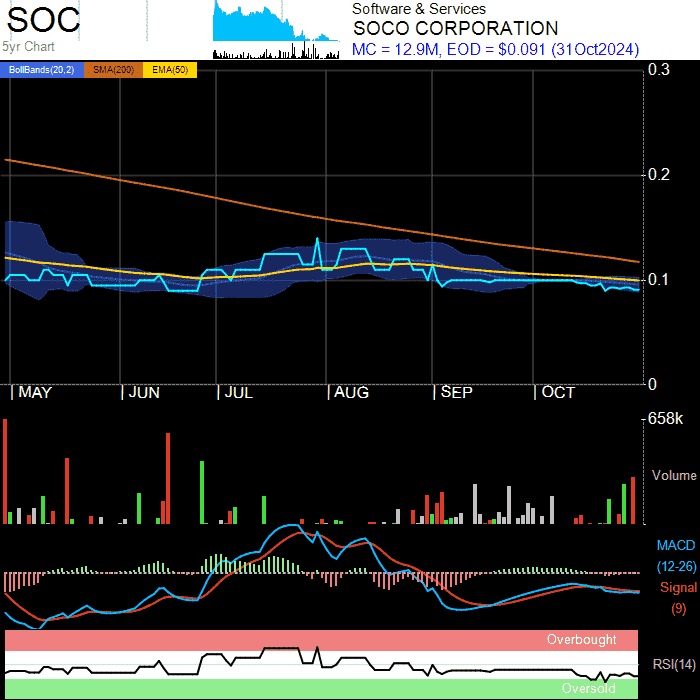 SOC
5yr Chart
Software & Services
SOCO CORPORATION
MC = 12.9M, EOD = $0.091 (31Oct2024)
BollBands(20,2) SMA(200) EMA(50)
0.3
0.2
0.1
0
MAY JUN JUL AUG SEP OCT
658k
Volume
MACD
(12-26)
Signal
(9)
Overbought
RSI(14)
Oversold